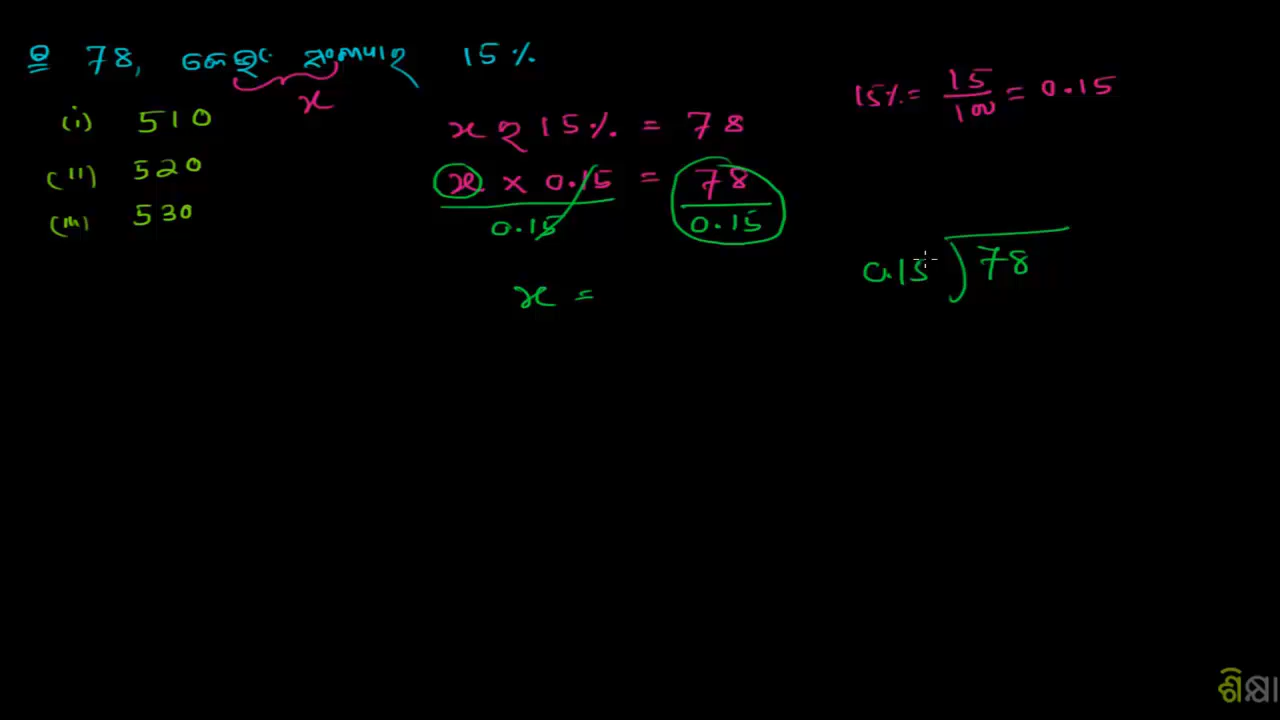 ପ୍ର 78, କେଉଁ ସଂଖ୍ୟାର 15%
x
(i) 510
(ii) 520
(iii) 530
x ର 15% = 78
x × 0.15 = 78
0.15 0.15
x =
15% = 15/100 = 0.15
0.15 ) 78
ଶିକ୍ଷା